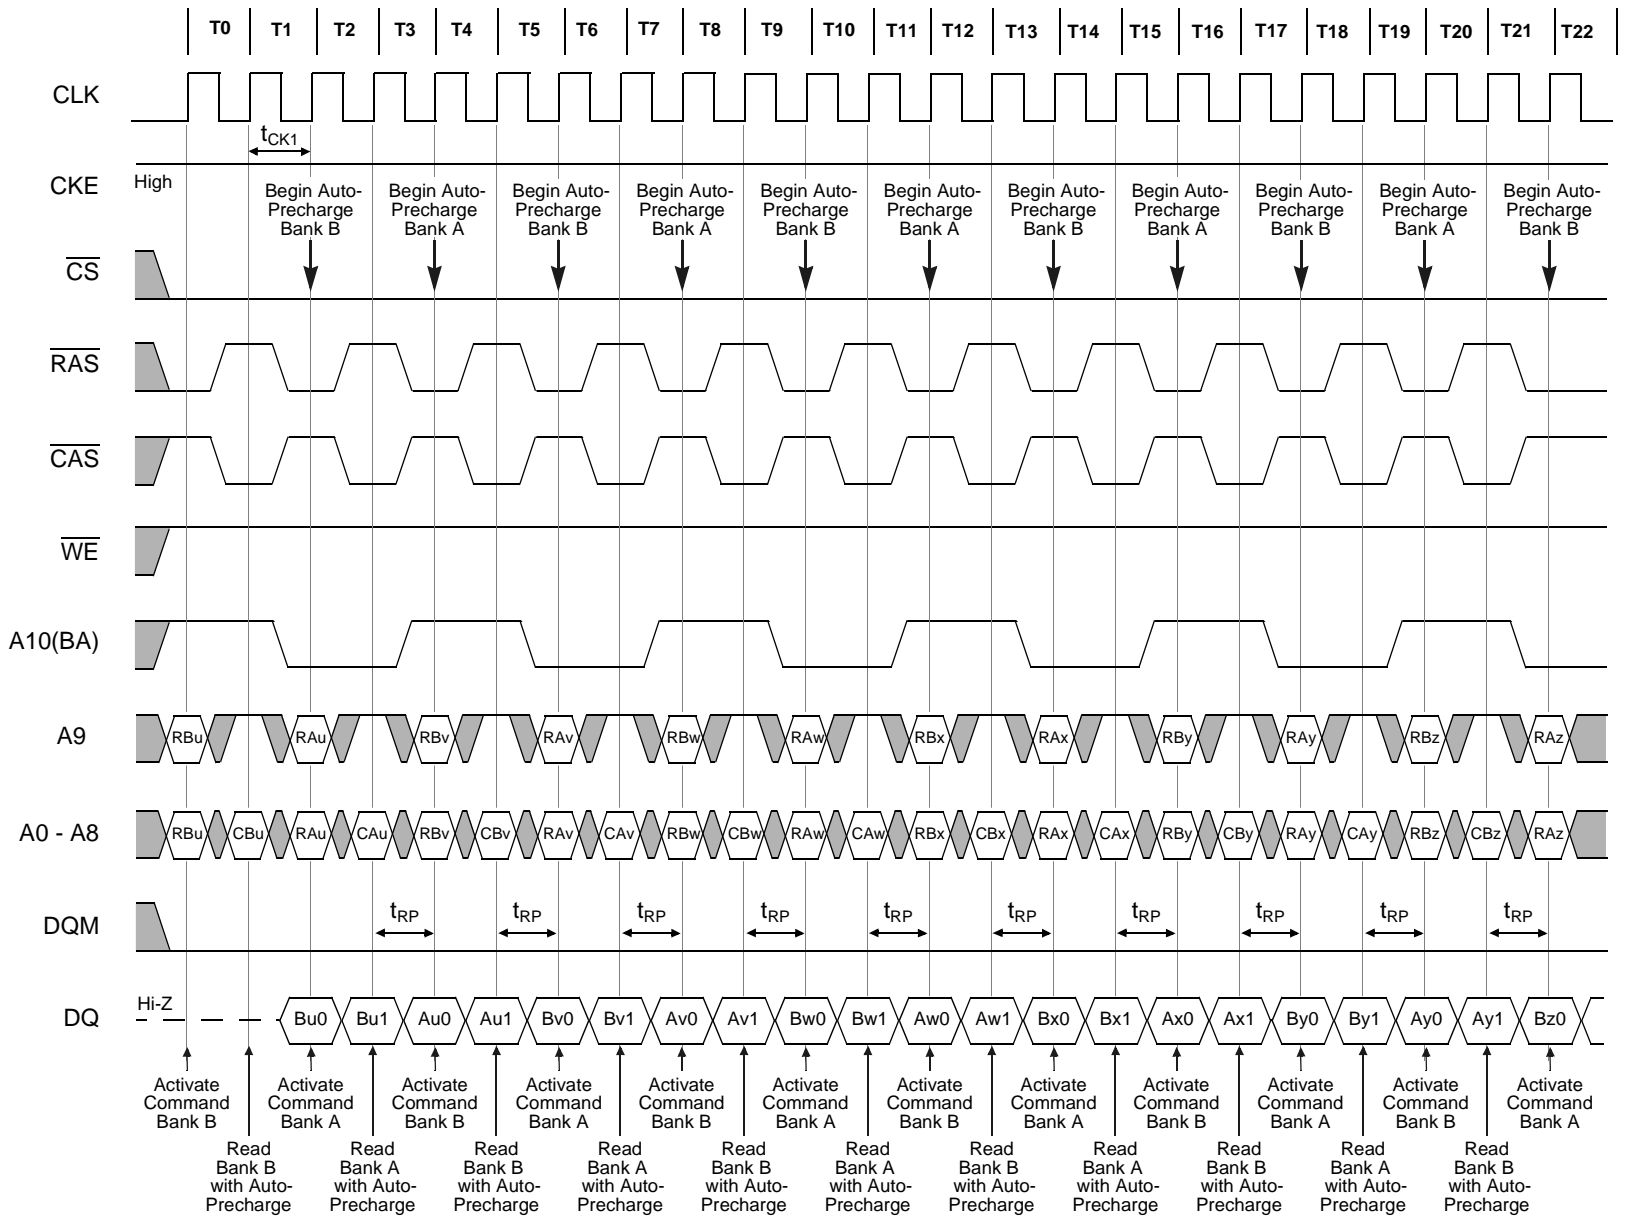 T0 T1 T2 T3 T4 T5 T6 T7 T8 T9 T10 T11 T12 T13 T14 T15 T16 T17 T18 T19 T20 T21 T22
CLK
tCK1
CKE
High
Begin Auto- Begin Auto- Begin Auto- Begin Auto- Begin Auto- Begin Auto- Begin Auto- Begin Auto- Begin Auto- Begin Auto- Begin Auto-
Precharge Precharge Precharge Precharge Precharge Precharge Precharge Precharge Precharge Precharge Precharge
Bank B Bank A Bank B Bank A Bank B Bank A Bank B Bank A Bank B Bank A Bank B
CS
RAS
CAS
WE
A10(BA)
A9 RBu RAu RBv RAv RBw RAw RBx RAx RBy RAy RBz RAz
A0 - A8 RBu CBu RAu CAu RBv CBv RAv CAv RBw CBw RAw CAw RBx CBx RAx CAx RBy CBy RAy CAy RBz CBz RAz
DQM tRP tRP tRP tRP tRP tRP tRP tRP tRP tRP
Hi-Z
DQ Bu0 Bu1 Au0 Au1 Bv0 Bv1 Av0 Av1 Bw0 Bw1 Aw0 Aw1 Bx0 Bx1 Ax0 Ax1 By0 By1 Ay0 Ay1 Bz0
Activate Activate Activate Activate Activate Activate Activate Activate Activate Activate Activate Activate
Command Command Command Command Command Command Command Command Command Command Command Command
Bank B Bank A Bank B Bank A Bank B Bank A Bank B Bank A Bank B Bank A Bank B Bank A
Read Read Read Read Read Read Read Read Read Read Read
Bank B Bank A Bank B Bank A Bank B Bank A Bank B Bank A Bank B Bank A Bank B
with Auto- with Auto- with Auto- with Auto- with Auto- with Auto- with Auto- with Auto- with Auto- with Auto- with Auto-
Precharge Precharge Precharge Precharge Precharge Precharge Precharge Precharge Precharge Precharge Precharge